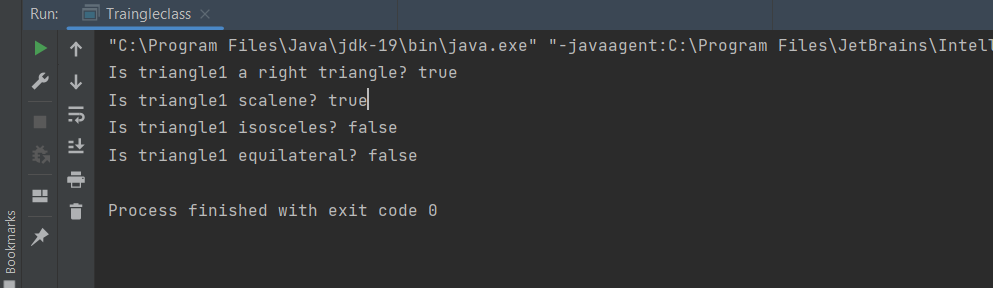 Run: Traingleclass
"C:\Program Files\Java\jdk-19\bin\java.exe" "-javaagent:C:\Program Files\JetBrains\Intell
Is triangle1 a right triangle? true
Is triangle1 scalene? true
Is triangle1 isosceles? false
Is triangle1 equilateral? false
Process finished with exit code 0
Bookmarks